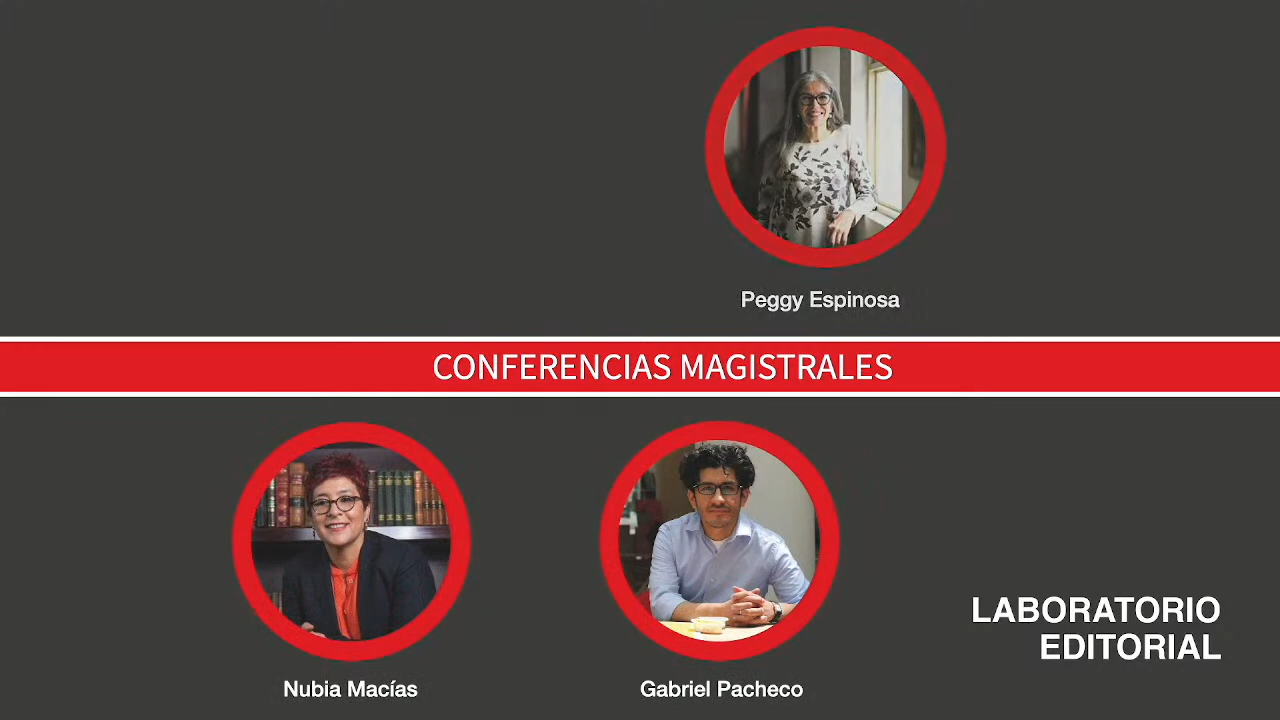 Peggy Espinosa
CONFERENCIAS MAGISTRALES
Nubia Macías
Gabriel Pacheco
LABORATORIO
EDITORIAL